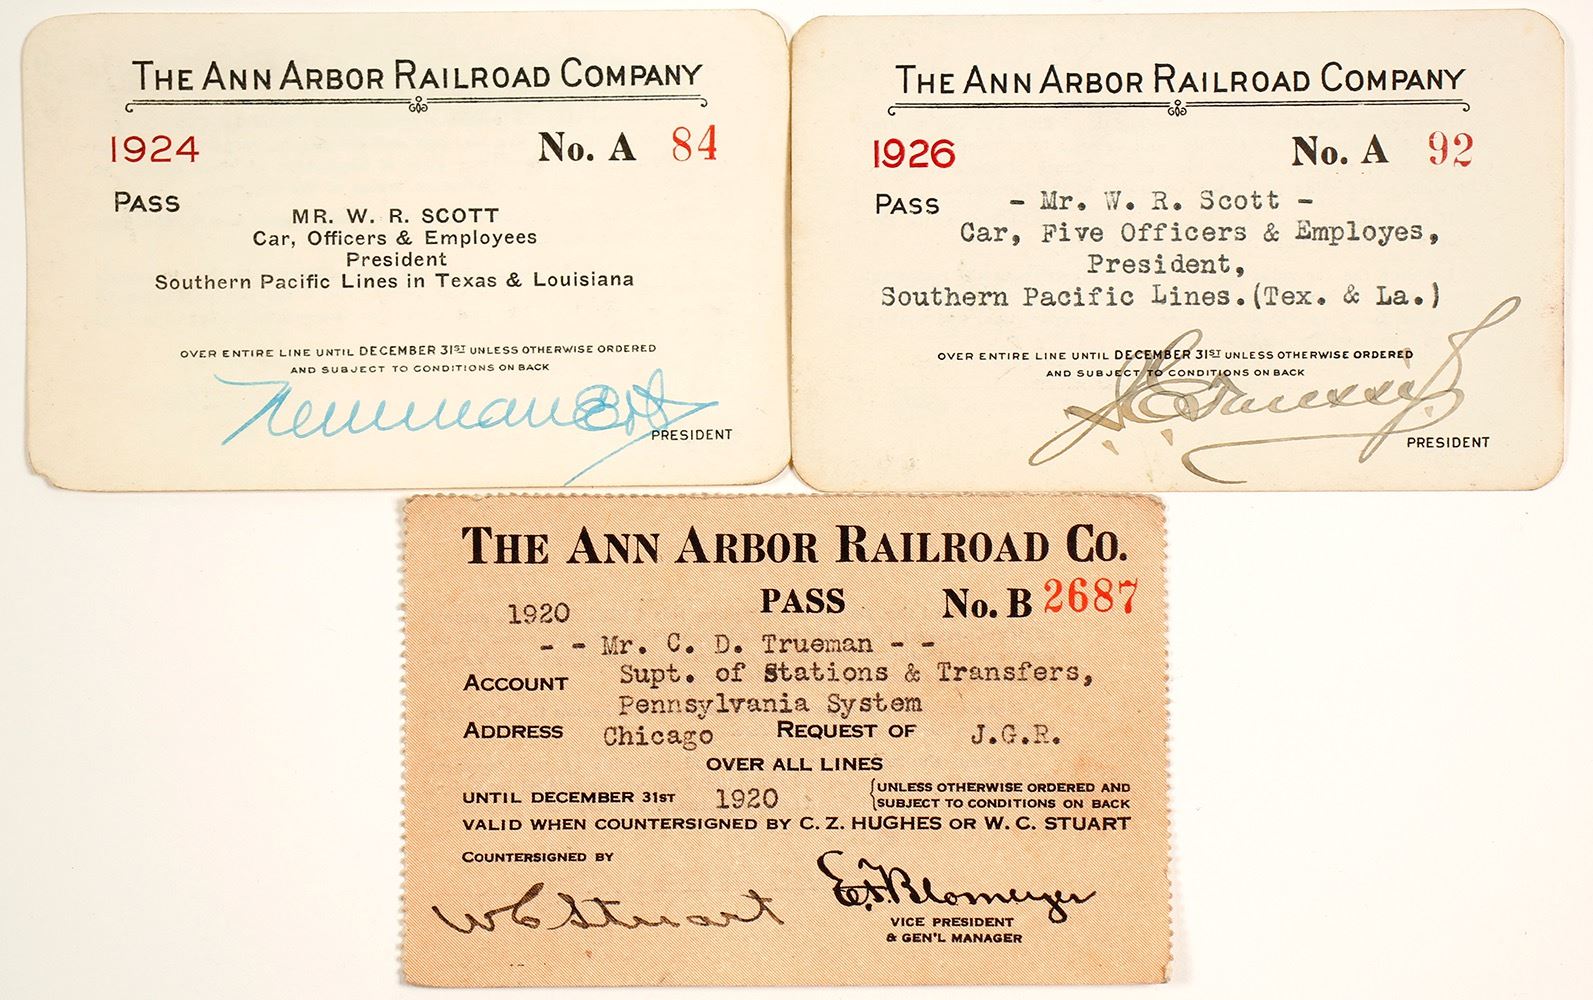 THE ANN ARBOR RAILROAD COMPANY
1924 No. A 84
PASS
MR. W. R. SCOTT
Car, Officers & Employees
President
Southern Pacific Lines in Texas & Louisiana
OVER ENTIRE LINE UNTIL DECEMBER 31ST UNLESS OTHERWISE ORDERED
AND SUBJECT TO CONDITIONS ON BACK
Newman Erb
PRESIDENT
THE ANN ARBOR RAILROAD COMPANY
1926 No. A 92
PASS - Mr. W. R. Scott -
Car, Five Officers & Employes,
President,
Southern Pacific Lines.(Tex. & La.)
OVER ENTIRE LINE UNTIL DECEMBER 31ST UNLESS OTHERWISE ORDERED
AND SUBJECT TO CONDITIONS ON BACK
PRESIDENT
THE ANN ARBOR RAILROAD CO.
1920 PASS No. B 2687
- - Mr. C. D. Trueman - -
ACCOUNT Supt. of Stations & Transfers,
Pennsylvania System
ADDRESS Chicago REQUEST OF J.G.R.
OVER ALL LINES
UNTIL DECEMBER 31ST 1920 {UNLESS OTHERWISE ORDERED AND
SUBJECT TO CONDITIONS ON BACK
VALID WHEN COUNTERSIGNED BY C. Z. HUGHES OR W. C. STUART
COUNTERSIGNED BY
W C Stuart E. F. Blomeyer
VICE PRESIDENT
& GEN'L MANAGER